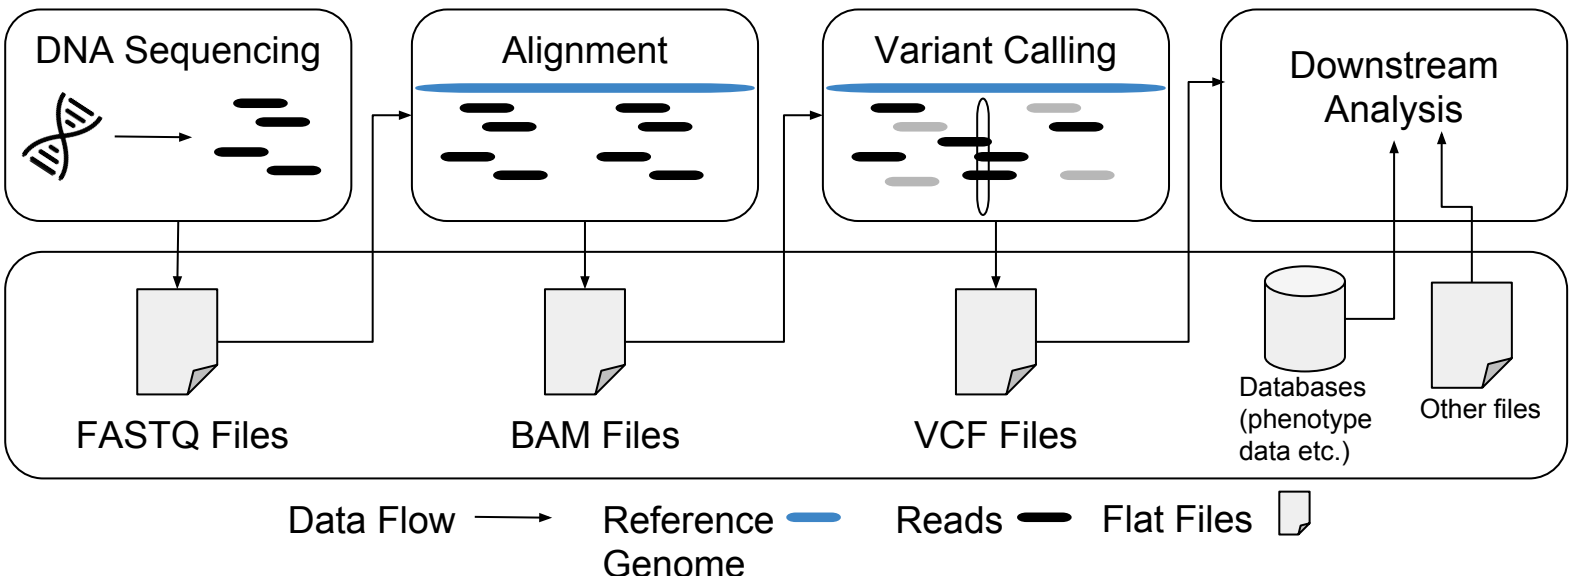 DNA Sequencing
Alignment
Variant Calling
Downstream
Analysis
FASTQ Files
BAM Files
VCF Files
Databases
(phenotype
data etc.)
Other files
Data Flow
Reference
Genome
Reads
Flat Files